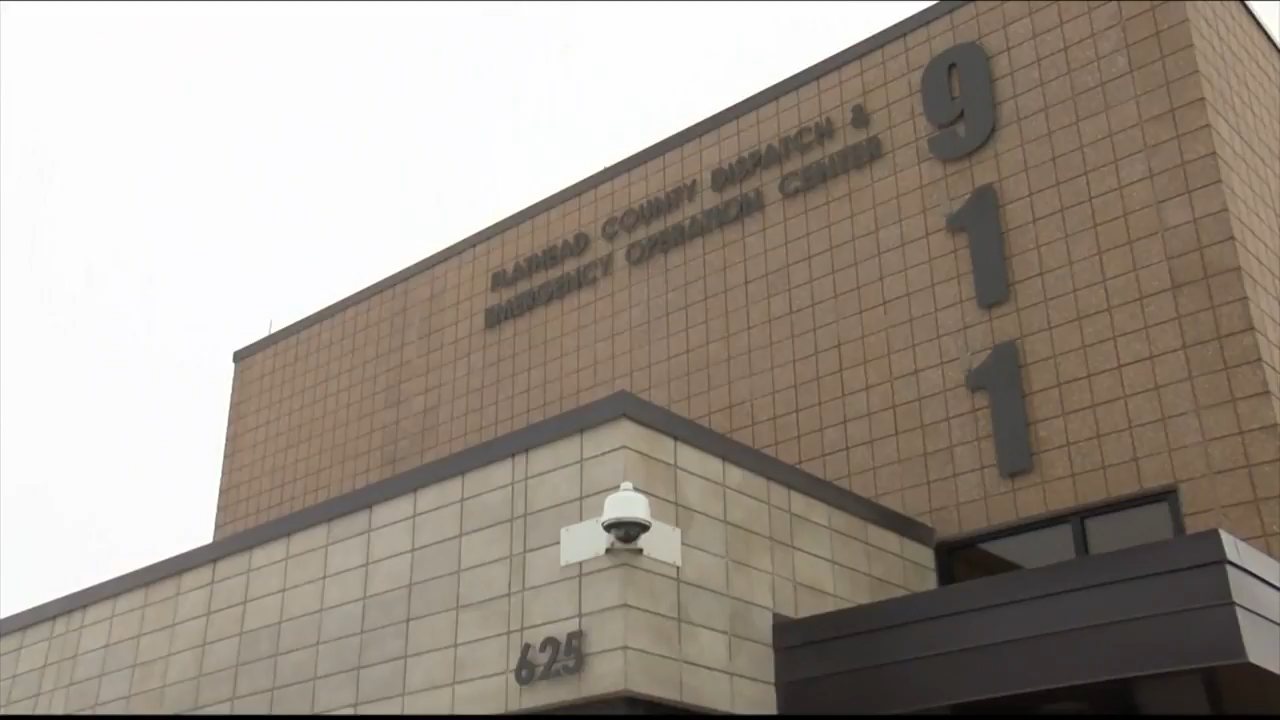 FLATHEAD COUNTY DISPATCH &
EMERGENCY OPERATION CENTER
9
1
1
625